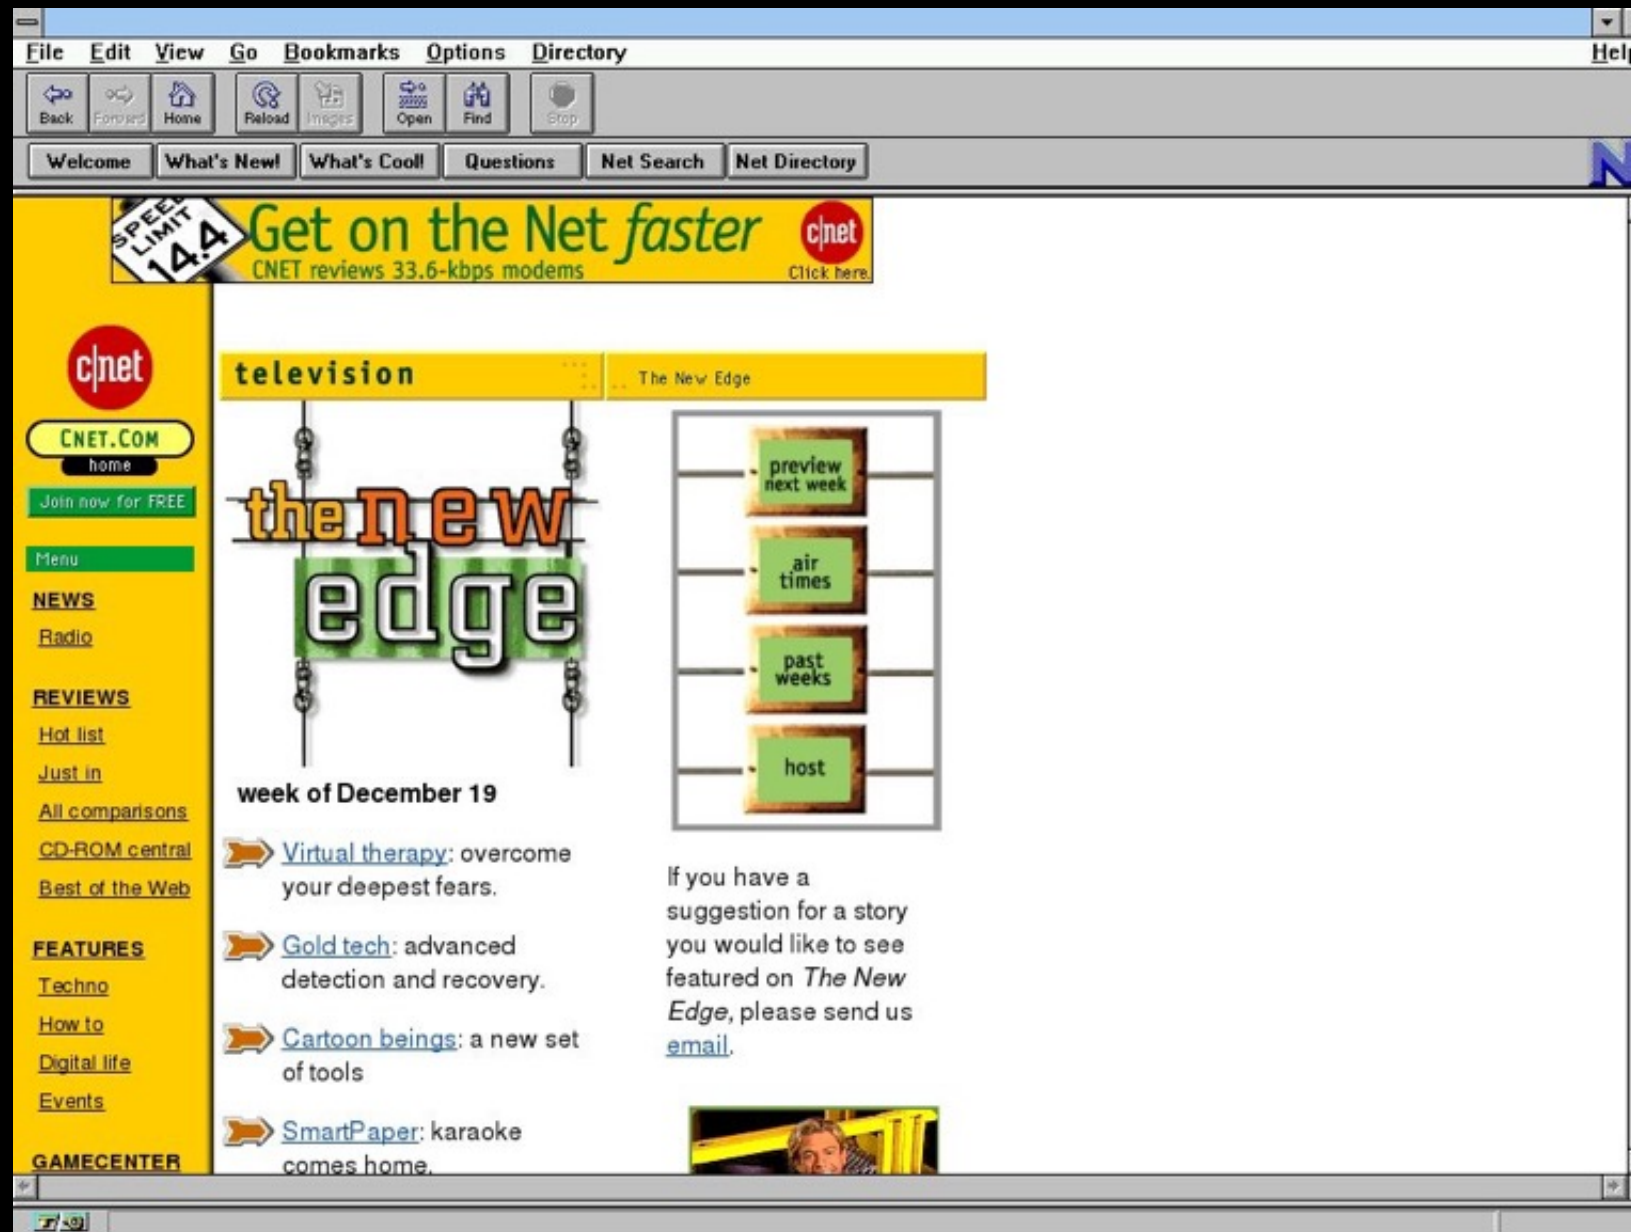 File Edit View Go Bookmarks Options Directory Help
Back Forward Home Reload Images Open Find Stop
Welcome What's New! What's Cool! Questions Net Search Net Directory
N
SPEED
LIMIT
14.4
Get on the Net faster
CNET reviews 33.6-kbps modems
c|net
Click here.
c|net
CNET.COM
home
Join now for FREE
Menu
NEWS
Radio
REVIEWS
Hot list
Just in
All comparisons
CD-ROM central
Best of the Web
FEATURES
Techno
How to
Digital life
Events
GAMECENTER
television
The New Edge
the new
edge
week of December 19
Virtual therapy: overcome
your deepest fears.
Gold tech: advanced
detection and recovery.
Cartoon beings: a new set
of tools
SmartPaper: karaoke
comes home.
preview
next week
air
times
past
weeks
host
If you have a
suggestion for a story
you would like to see
featured on The New
Edge, please send us
email.